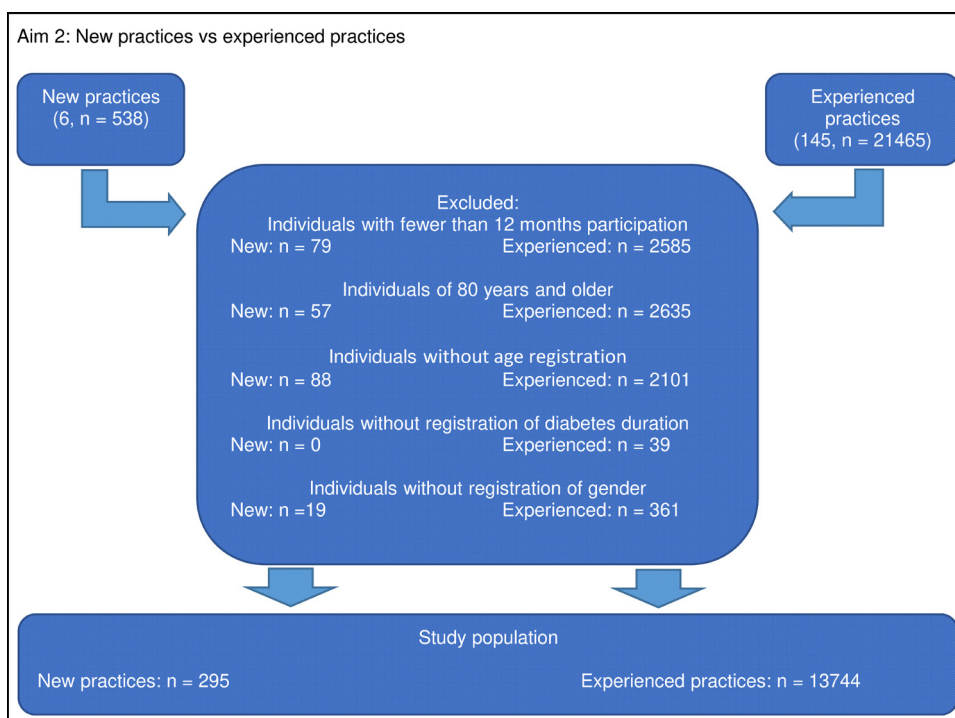 Aim 2: New practices vs experienced practices
New practices
(6, n = 538)
Experienced
practices
(145, n = 21465)
Excluded:
Individuals with fewer than 12 months participation
New: n = 79 Experienced: n = 2585
Individuals of 80 years and older
New: n = 57 Experienced: n = 2635
Individuals without age registration
New: n = 88 Experienced: n = 2101
Individuals without registration of diabetes duration
New: n = 0 Experienced: n = 39
Individuals without registration of gender
New: n =19 Experienced: n = 361
Study population
New practices: n = 295 Experienced practices: n = 13744